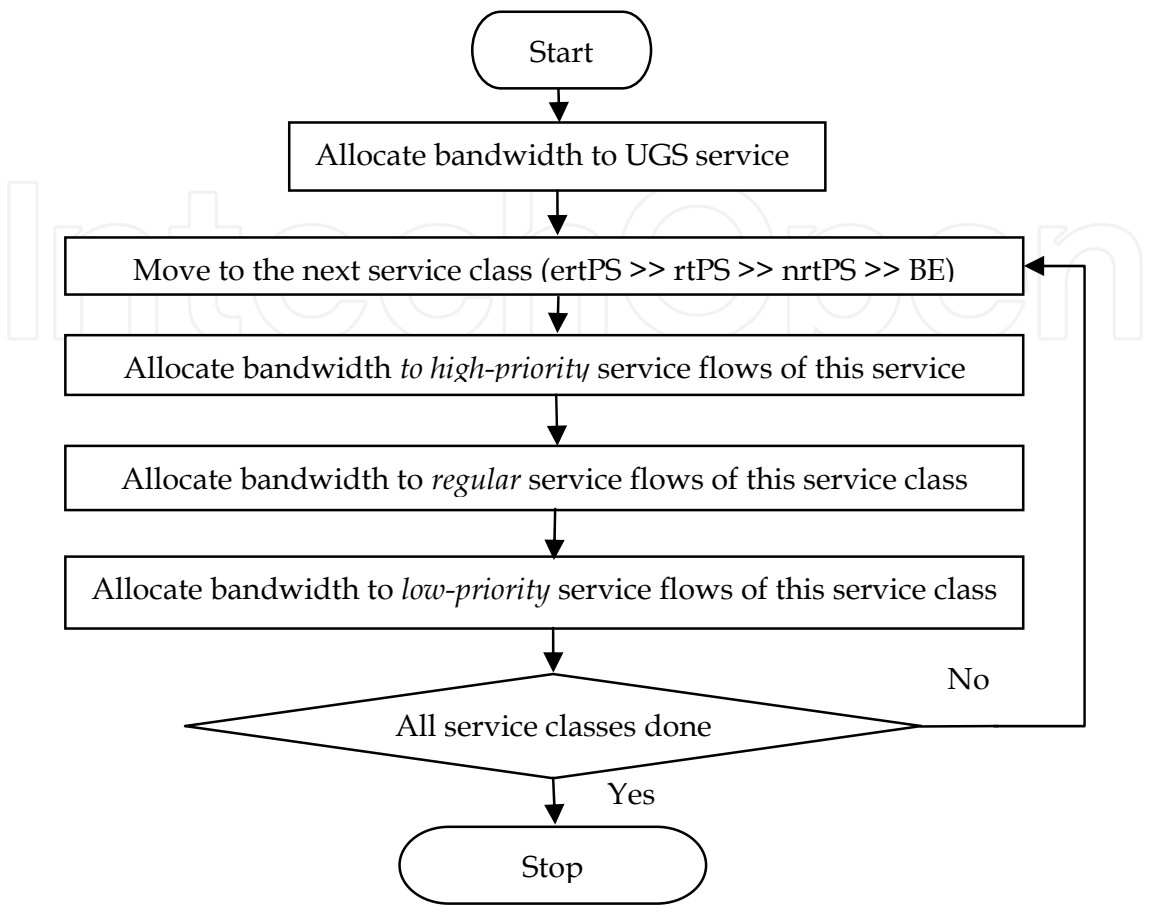 Start
Allocate bandwidth to UGS service
IntechOpen
Move to the next service class (ertPS >> rtPS >> nrtPS >> BE)
Allocate bandwidth to high-priority service flows of this service
Allocate bandwidth to regular service flows of this service class
Allocate bandwidth to low-priority service flows of this service class
No
All service classes done
Yes
Stop